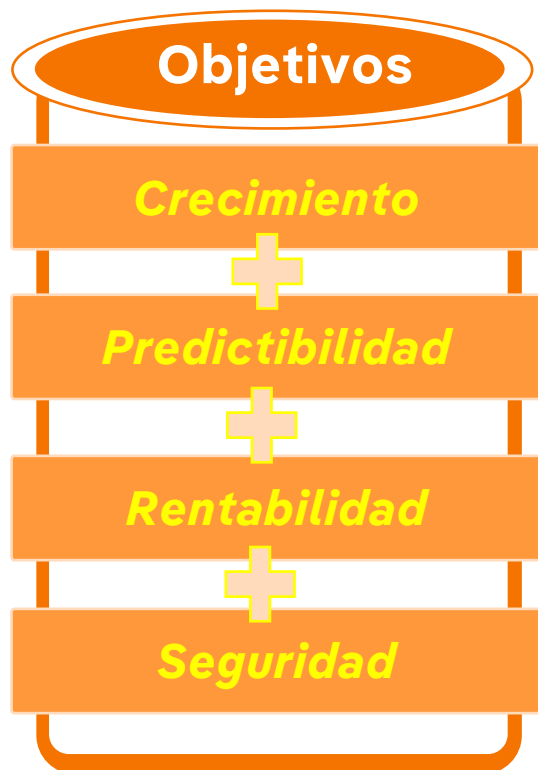 Objetivos
Crecimiento
Predictibilidad
Rentabilidad
Seguridad